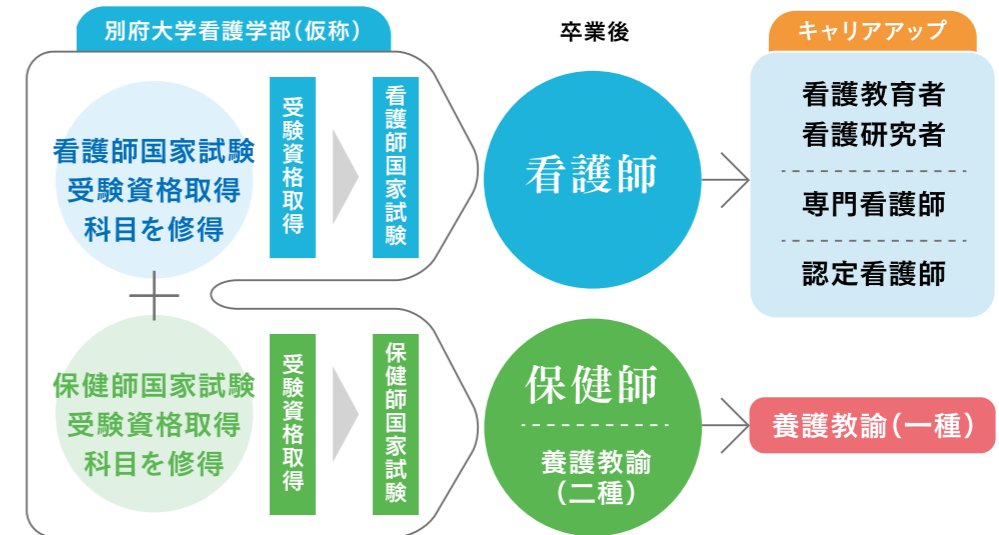 別府大学看護学部（仮称）
卒業後
キャリアアップ
看護師国家試験
受験資格取得
科目を修得
受験資格取得
看護師国家試験
看護師
看護教育者
看護研究者
専門看護師
認定看護師
保健師国家試験
受験資格取得
科目を修得
受験資格取得
保健師国家試験
保健師
養護教諭
（二種）
養護教諭（一種）